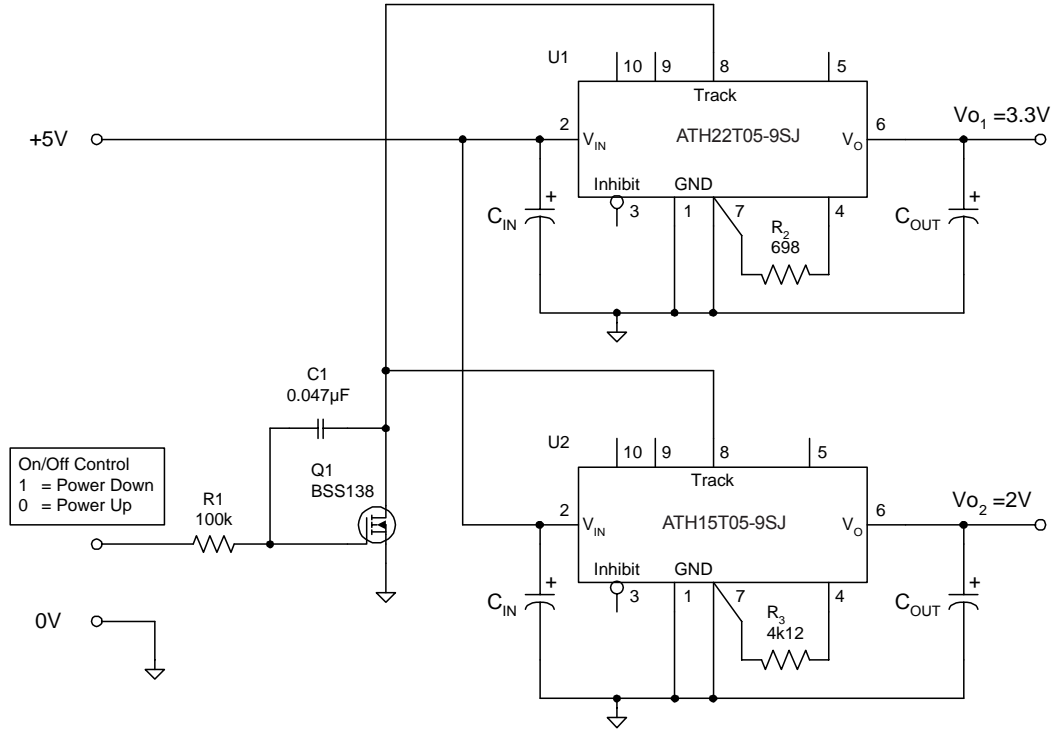 U1
10
9
8
5
Track
+5V
2
VIN
ATH22T05-9SJ
VO
6
Vo1 =3.3V
Inhibit
GND
3
1
7
4
CIN
+
R2
698
COUT
+
C1
0.047µF
U2
10
9
8
5
Track
On/Off Control
1 = Power Down
0 = Power Up
Q1
BSS138
R1
100k
2
VIN
ATH15T05-9SJ
VO
6
Vo2 =2V
Inhibit
GND
3
1
7
4
CIN
+
R3
4k12
COUT
+
0V